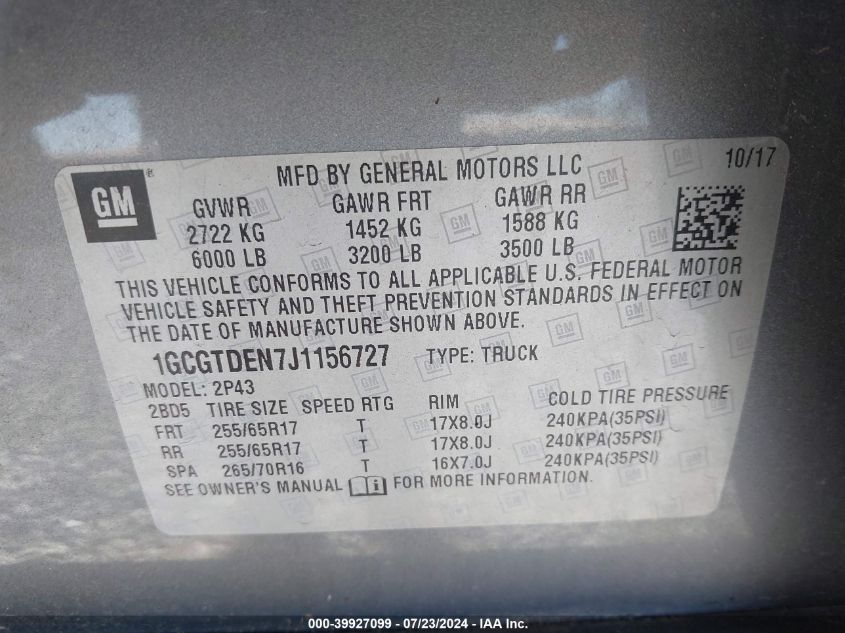 GM ®
MFD BY GENERAL MOTORS LLC
10/17
GVWR GAWR FRT GAWR RR
2722 KG 1452 KG 1588 KG
6000 LB 3200 LB 3500 LB
THIS VEHICLE CONFORMS TO ALL APPLICABLE U.S. FEDERAL MOTOR
VEHICLE SAFETY AND THEFT PREVENTION STANDARDS IN EFFECT ON
THE DATE OF MANUFACTURE SHOWN ABOVE.
1GCGTDEN7J1156727 TYPE: TRUCK
MODEL: 2P43
2BD5 TIRE SIZE SPEED RTG RIM COLD TIRE PRESSURE
FRT 255/65R17 T 17X8.0J 240KPA(35PSI)
RR 255/65R17 T 17X8.0J 240KPA(35PSI)
SPA 265/70R16 T 16X7.0J 240KPA(35PSI)
SEE OWNER'S MANUAL i FOR MORE INFORMATION.
000-39927099 - 07/23/2024 - IAA Inc.